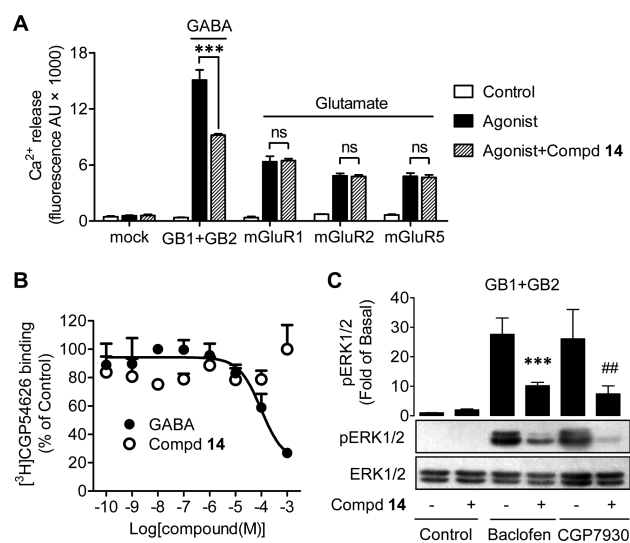 A
GABA
***
18
12
6
0
Ca2+ release
(fluorescence AU × 1000)
Control
Agonist
Agonist+Compd 14
Glutamate
ns
ns
ns
mock
GB1+GB2
mGluR1
mGluR2
mGluR5
B
[3H]CGP54626 binding
(% of Control)
120
100
80
60
40
20
0
GABA
Compd 14
-10 -9 -8 -7 -6 -5 -4 -3
Log[compound(M)]
C
GB1+GB2
pERK1/2
(Fold of Basal)
40
30
20
10
0
***
##
pERK1/2
ERK1/2
Compd 14 - + - + - +
Control Baclofen CGP7930